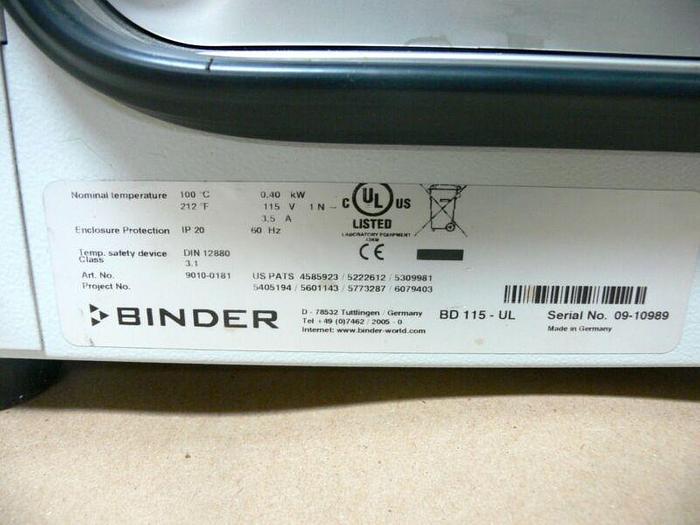 Nominal temperature 100 °C 0,40 kW
212 °F 115 V 1 N ~
3,5 A
Enclosure Protection IP 20 60 Hz
Temp. safety device DIN 12880
Class 3.1
Art. No. 9010-0181 US PATS 4585923 / 5222612 / 5309981
Project No. 5405194 / 5601143 / 5773287 / 6079403
C UL US
LISTED
LABORATORY EQUIPMENT
CE
BINDER
D - 78532 Tuttlingen / Germany
Tel +49 (0)7462 / 2005 - 0
Internet: www.binder-world.com
BD 115 - UL
Serial No. 09-10989
Made in Germany